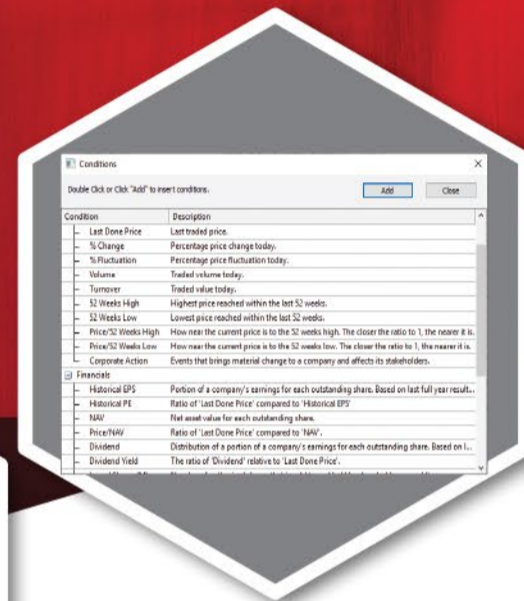 Conditions
Double Click or Click "Add" to insert conditions. Add Close
Condition Description
Last Done Price Last traded price.
% Change Percentage price change today.
% Fluctuation Percentage price fluctuation today.
Volume Traded volume today.
Turnover Traded value today.
52 Weeks High Highest price reached within the last 52 weeks.
52 Weeks Low Lowest price reached within the last 52 weeks.
Price/52 Weeks High How near the current price is to the 52 weeks high. The closer the ratio to 1, the nearer it is.
Price/52 Weeks Low How near the current price is to the 52 weeks low. The closer the ratio to 1, the nearer it is.
Corporate Action Events that brings material change to a company and affects its stakeholders.
Financials
Historical EPS Portion of a company's earnings for each outstanding share. Based on last full year result...
Historical PE Ratio of 'Last Done Price' compared to 'Historical EPS'
NAV Net asset value for each outstanding share.
Price/NAV Ratio of 'Last Done Price' compared to 'NAV'.
Dividend Distribution of a portion of a company's earnings for each outstanding share. Based on l...
Dividend Yield The ratio of 'Dividend' relative to 'Last Done Price'.